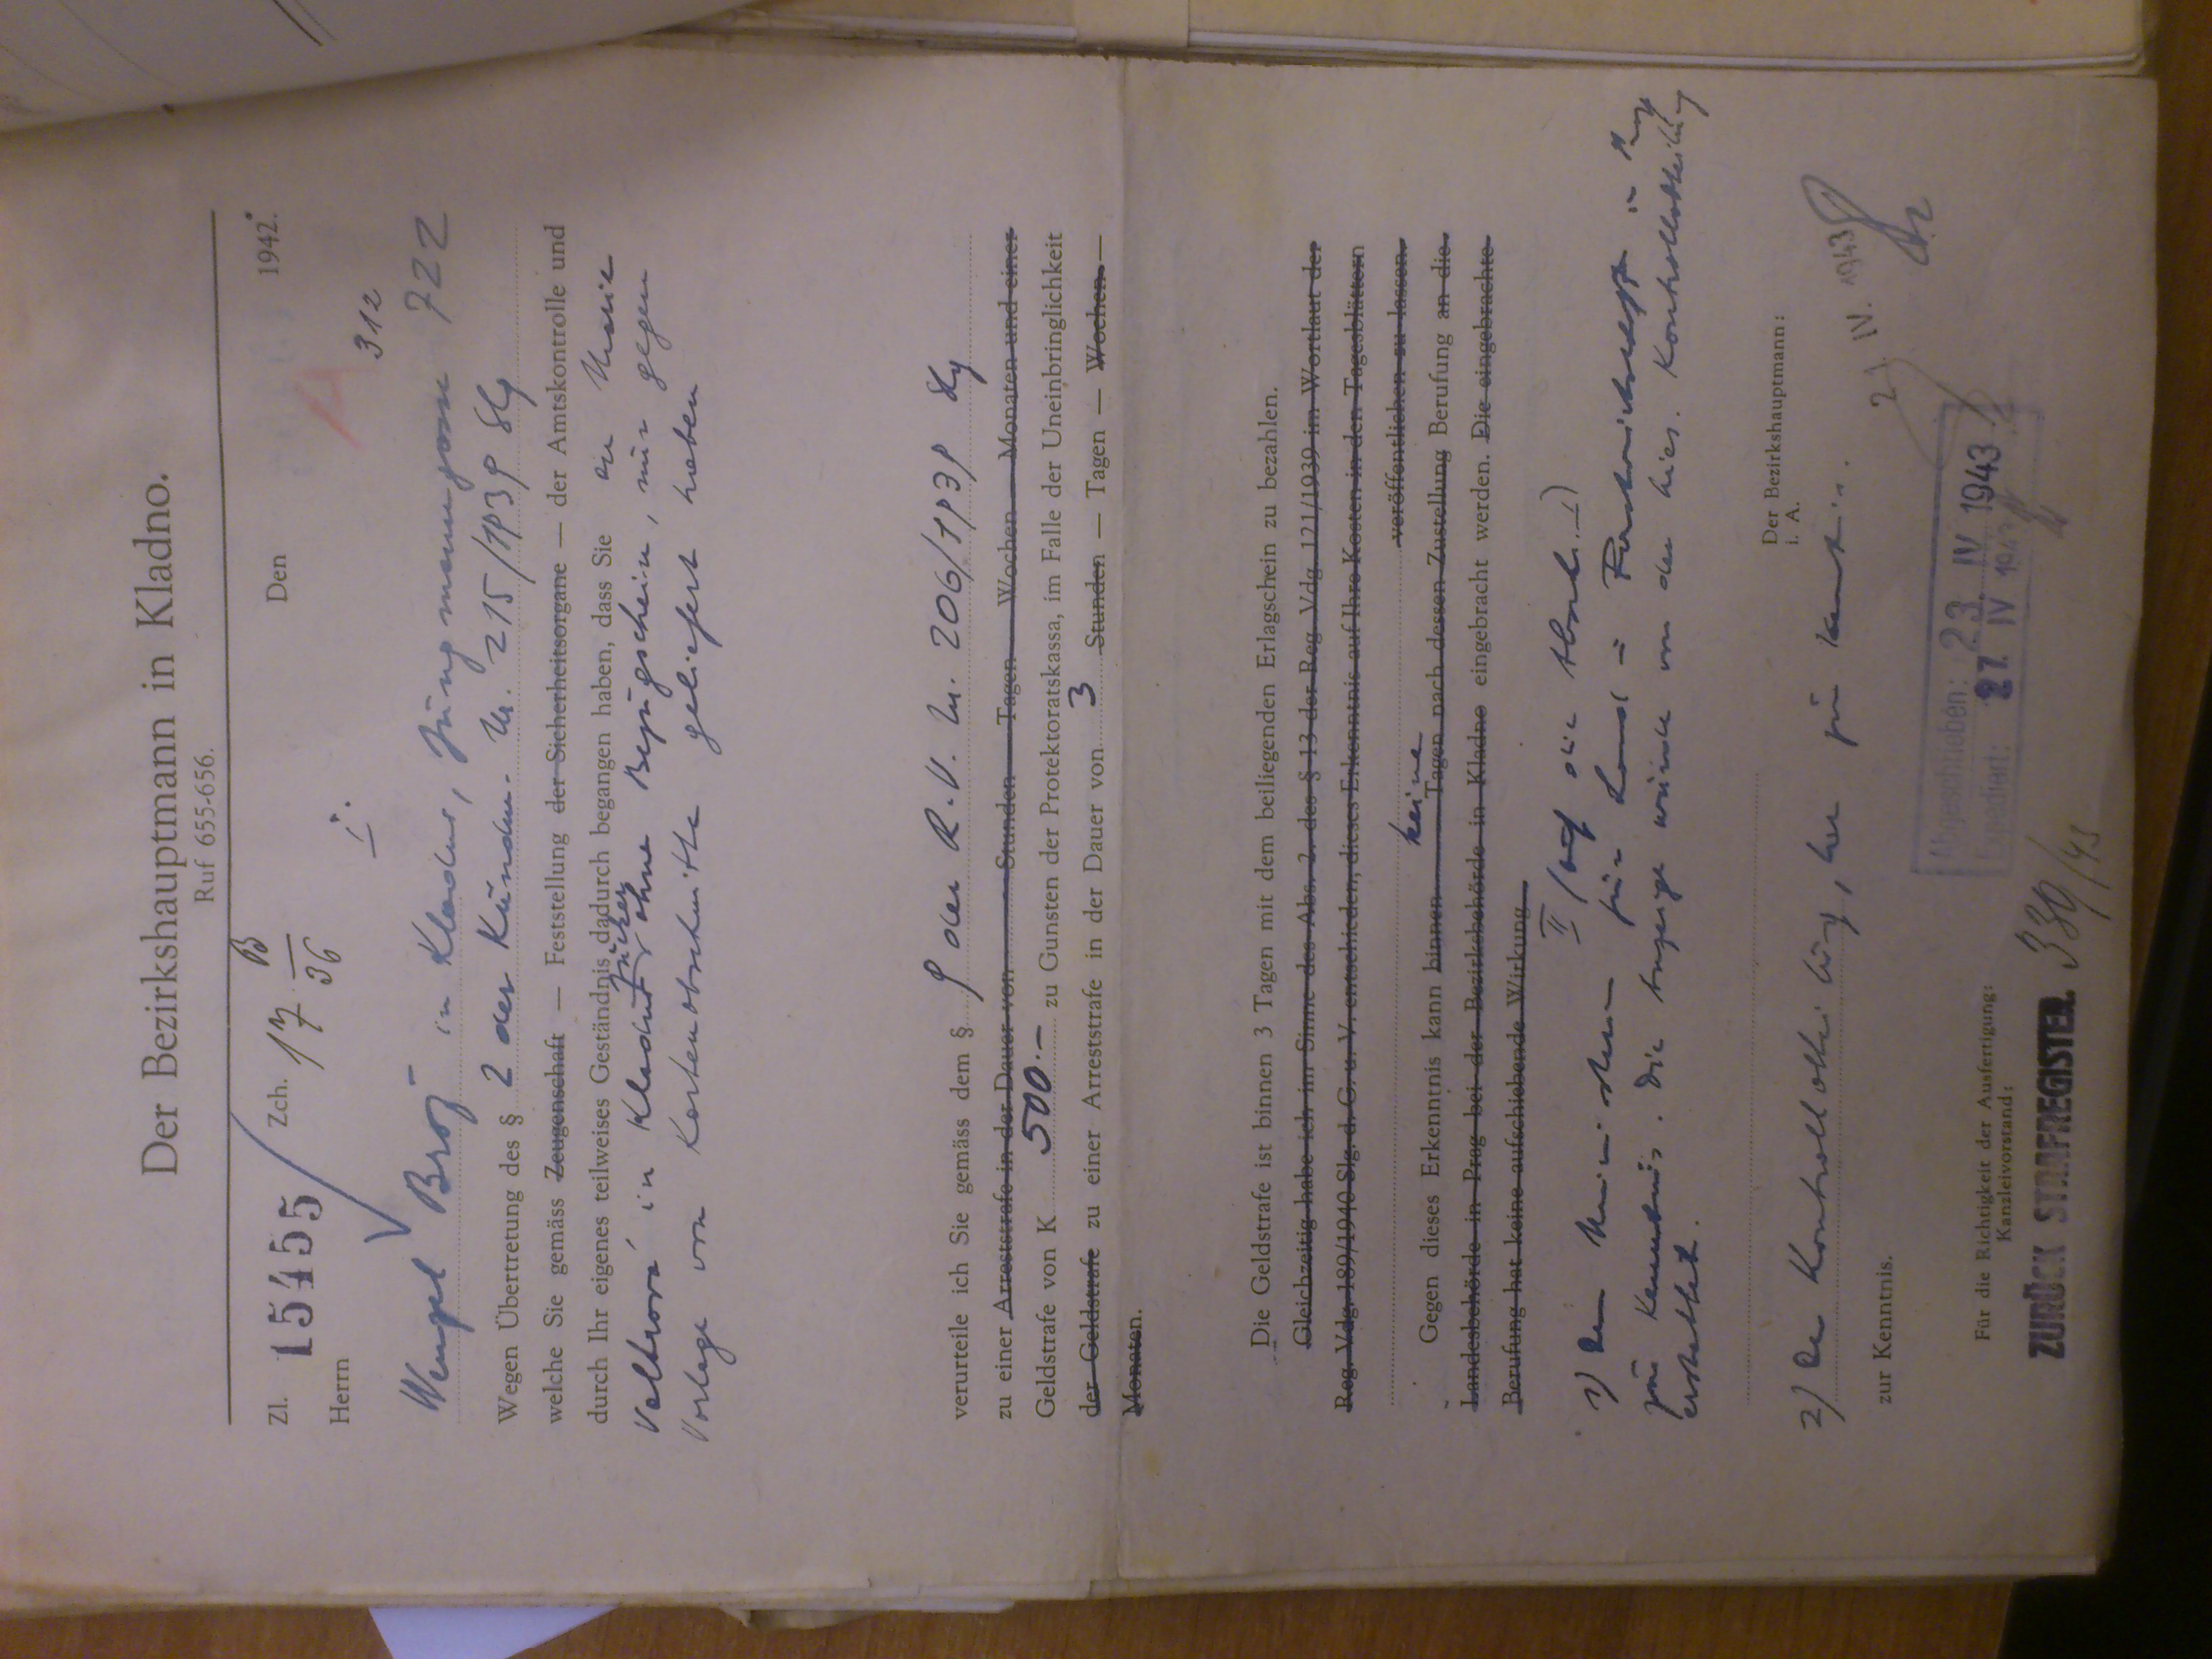 Der Bezirkshauptmann in Kladno.
Ruf 655-656.
Zl. 15455 Zch. 17 B/36 Den 1942.
Herrn
I.
312
Wenzel Brož in Kladno, Jungmanngasse 722
Wegen Übertretung des § 2 der Kundm. Nr. 215/1939 Slg
welche Sie gemäss Zeugenschaft — Feststellung der Sicherheitsorgane — der Amtskontrolle und
durch Ihr eigenes teilweises Geständnis dadurch begangen haben, dass Sie an Marie
Zucker
Valtrová in Kladno ohne Bezugschein, nur gegen
Vorlage von Kartenabschnitte geliefert haben
verurteile ich Sie gemäss dem § 9 der R.V. Nr. 206/1939 Slg
zu einer Arreststrafe in der Dauer von Stunden Tagen Wochen Monaten und einer
Geldstrafe von K 500.— zu Gunsten der Protektoratskassa, im Falle der Uneinbringlichkeit
der Geldstrafe zu einer Arreststrafe in der Dauer von 3 Stunden — Tagen — Wochen —
Monaten.
Die Geldstrafe ist binnen 3 Tagen mit dem beiliegenden Erlagschein zu bezahlen.
Gleichzeitig habe ich im Sinne des Abs. 2. des § 13 der Reg. Vdg. 121/1939 im Wortlaut der
Reg. Vdg. 189/1940 Slg. d. G. u. V. entschieden, dieses Erkenntnis auf Ihre Kosten in den Tagesblättern
veröffentlichen zu lassen.
keine
Gegen dieses Erkenntnis kann binnen Tagen nach dessen Zustellung Berufung an die
Landesbehörde in Prag bei der Bezirksbehörde in Kladno eingebracht werden. Die eingebrachte
Berufung hat keine aufschiebende Wirkung
II (auf die Abschr. I)
1) Dem Ministerium für Land- u Forstwirtschaft in Prag
zur Kenntnis. Die Anzeige wurde von der hies. Kontrollabteilung
erstattet.
Der Bezirkshauptmann:
i. A.
2) Der Kontrollabteilung, hier zur Kenntnis.
21. IV. 1943
zur Kenntnis.
Abgeschrieben: 23. IV 1943
Expediert: 27. IV 1943
Für die Richtigkeit der Ausfertigung:
Kanzleivorstand:
ZURÜCK STRAFREGISTER. 339/43